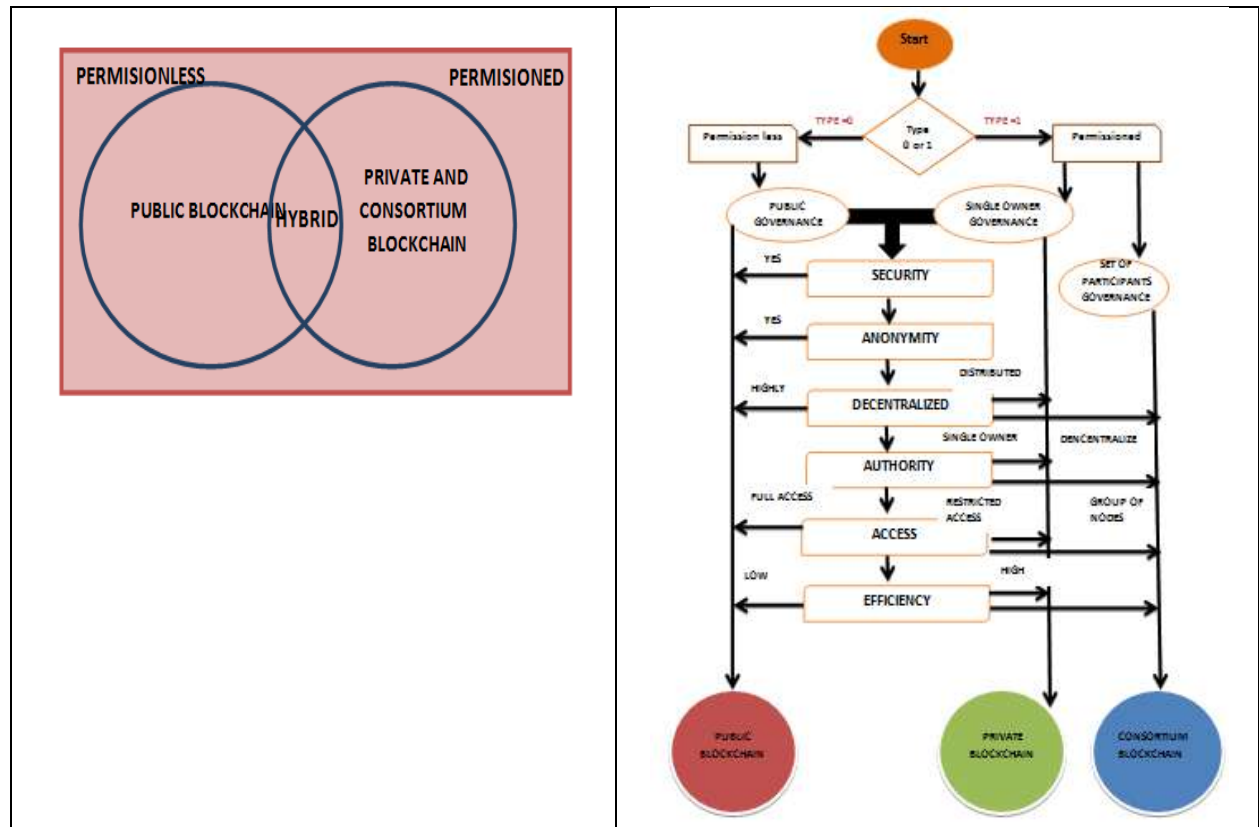 PERMISIONLESS
PERMISIONED
PUBLIC BLOCKCHAIN
HYBRID
PRIVATE AND
CONSORTIUM
BLOCKCHAIN
Start
Type
0 or 1
TYPE =0
TYPE =1
Permission less
Permissioned
PUBLIC
GOVERNANCE
SINGLE OWNER
GOVERNANCE
SET OF
PARTICIPANTS
GOVERNANCE
YES
SECURITY
YES
ANONYMITY
DISTRIBUTED
HIGHLY
DECENTRALIZED
SINGLE OWNER
DENCENTRALIZE
AUTHORITY
FULL ACCESS
RESTRICTED
ACCESS
GROUP OF
NODES
ACCESS
LOW
HIGH
EFFICIENCY
PUBLIC
BLOCKCHAIN
PRIVATE
BLOCKCHAIN
CONSORTIUM
BLOCKCHAIN